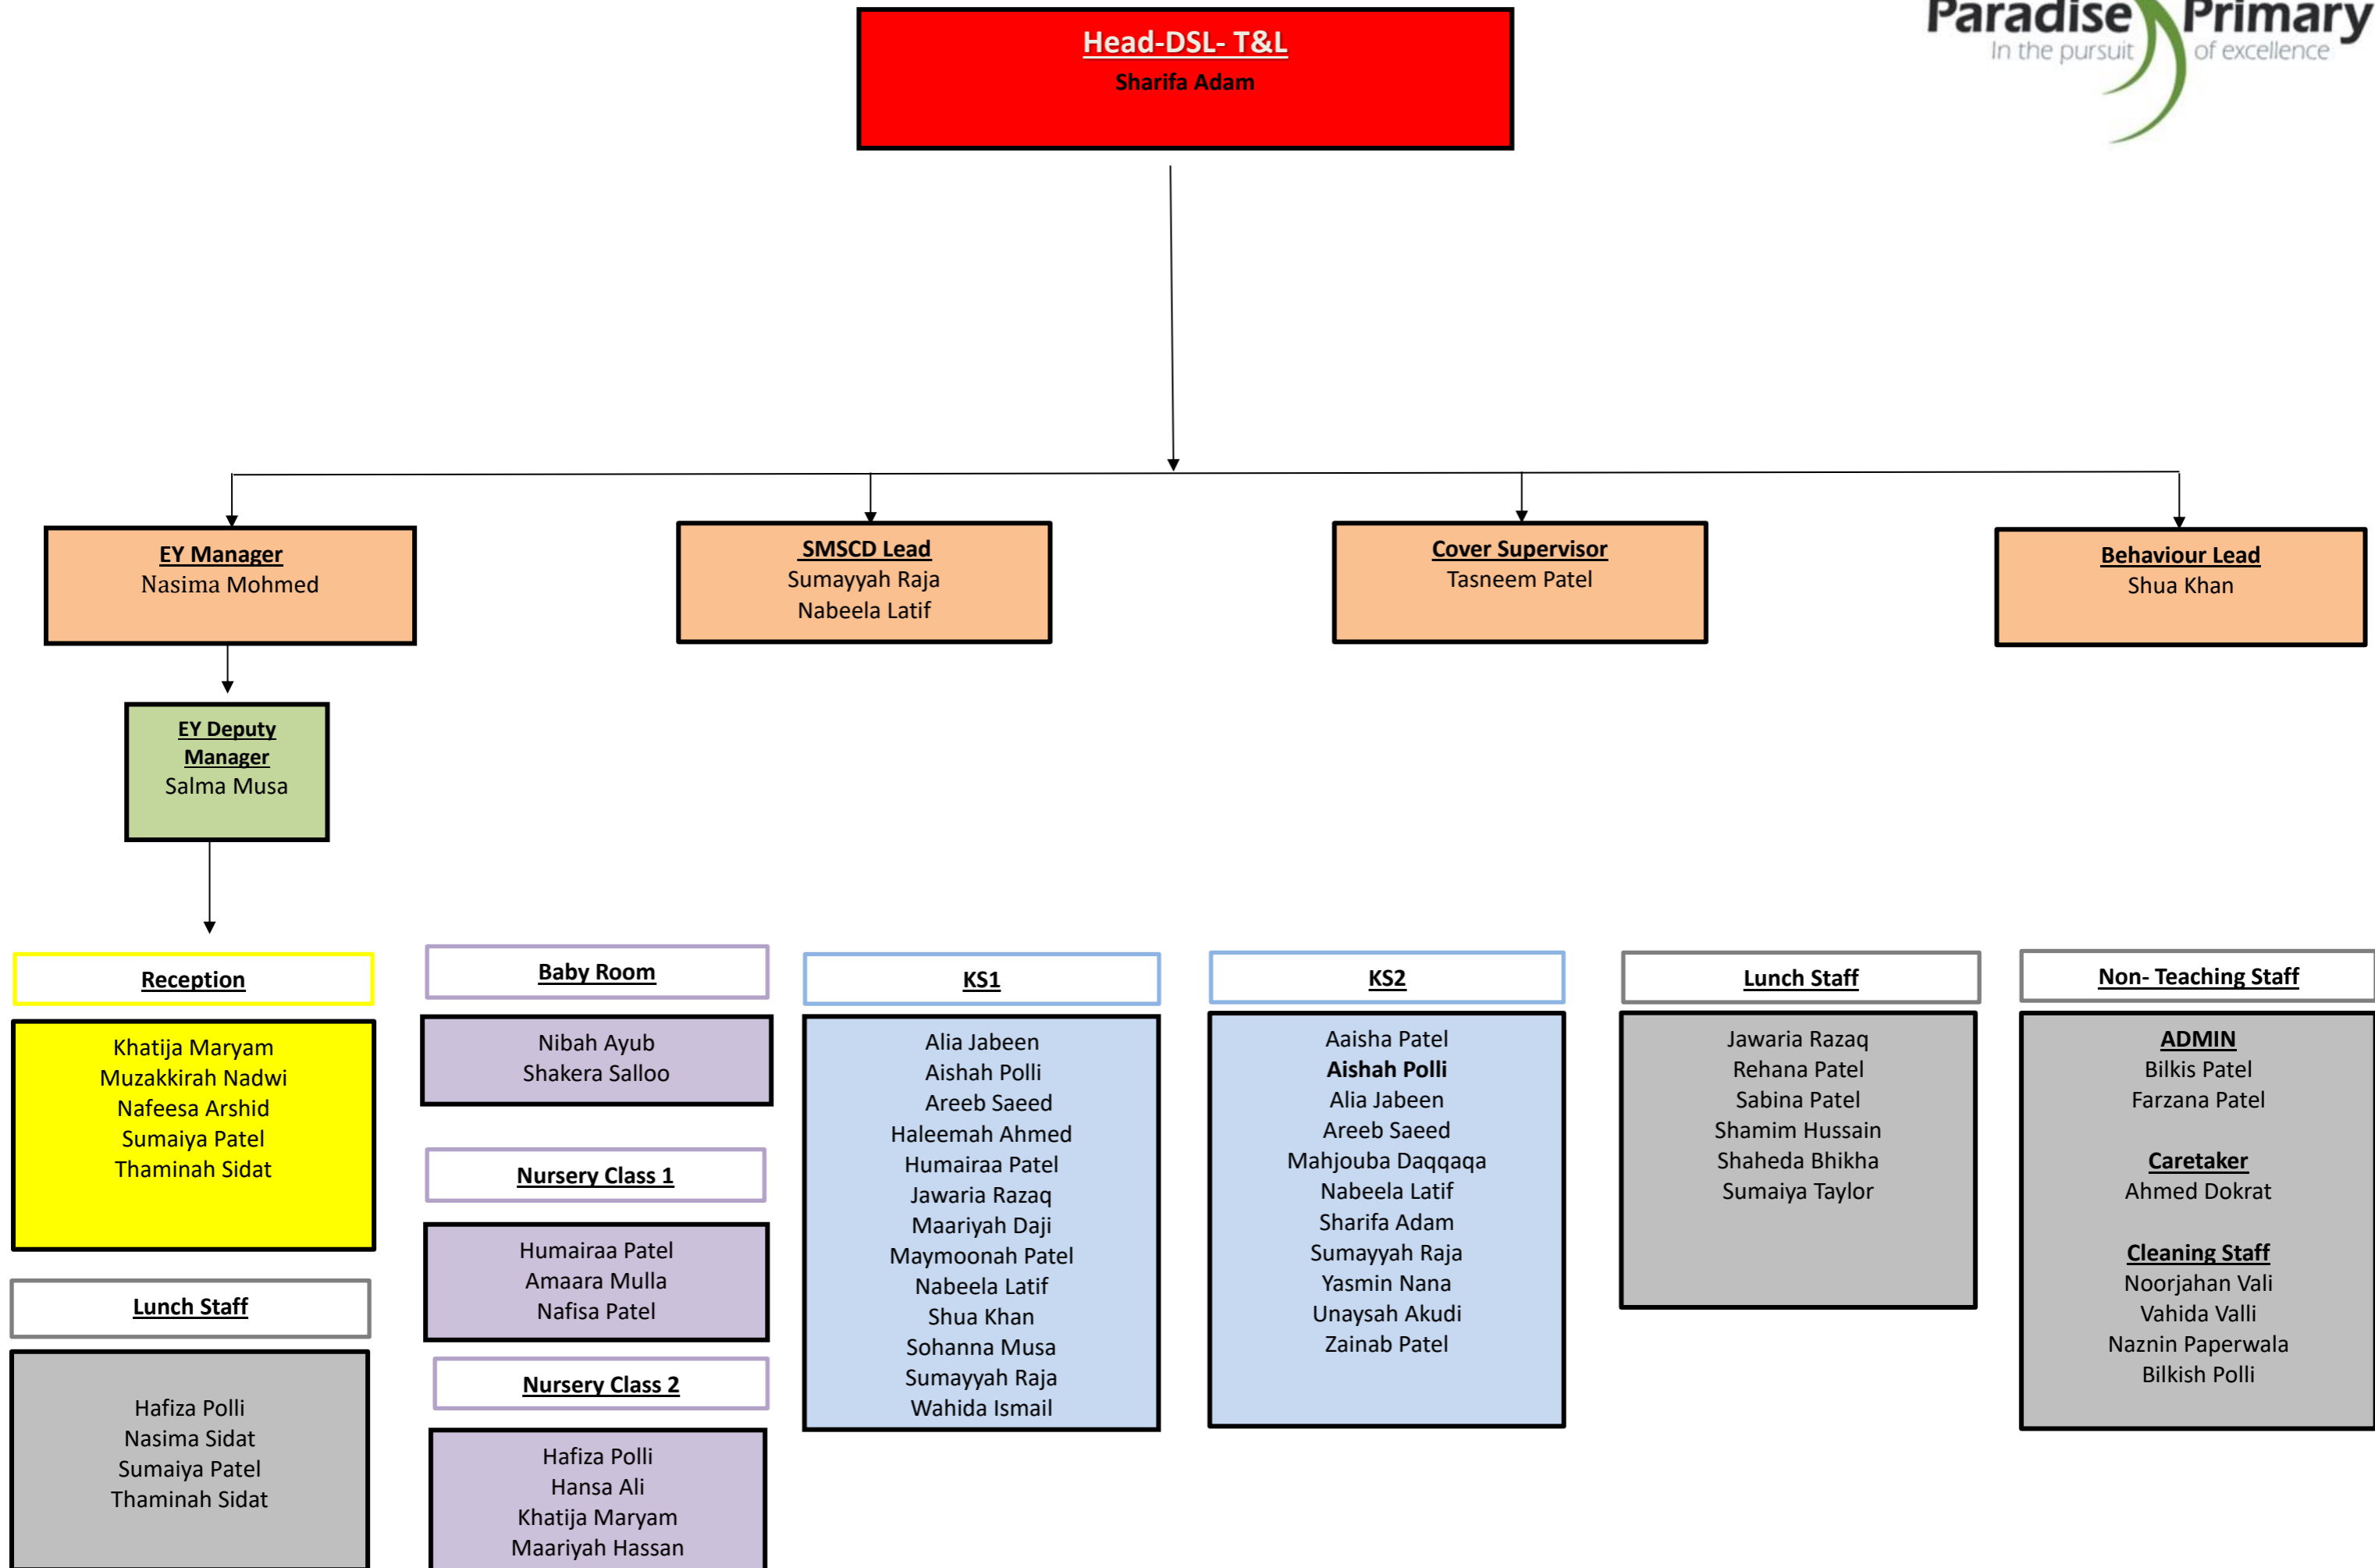 Paradise Primary
In the pursuit of excellence
Head-DSL- T&L
Sharifa Adam
EY Manager
Nasima Mohmed
SMSCD Lead
Sumayyah Raja
Nabeela Latif
Cover Supervisor
Tasneem Patel
Behaviour Lead
Shua Khan
EY Deputy
Manager
Salma Musa
Reception
Khatija Maryam
Muzakkirah Nadwi
Nafeesa Arshid
Sumaiya Patel
Thaminah Sidat
Lunch Staff
Hafiza Polli
Nasima Sidat
Sumaiya Patel
Thaminah Sidat
Baby Room
Nibah Ayub
Shakera Salloo
Nursery Class 1
Humairaa Patel
Amaara Mulla
Nafisa Patel
Nursery Class 2
Hafiza Polli
Hansa Ali
Khatija Maryam
Maariyah Hassan
KS1
Alia Jabeen
Aishah Polli
Areeb Saeed
Haleemah Ahmed
Humairaa Patel
Jawaria Razaq
Maariyah Daji
Maymoonah Patel
Nabeela Latif
Shua Khan
Sohanna Musa
Sumayyah Raja
Wahida Ismail
KS2
Aaisha Patel
Aishah Polli
Alia Jabeen
Areeb Saeed
Mahjouba Daqqaqa
Nabeela Latif
Sharifa Adam
Sumayyah Raja
Yasmin Nana
Unaysah Akudi
Zainab Patel
Lunch Staff
Jawaria Razaq
Rehana Patel
Sabina Patel
Shamim Hussain
Shaheda Bhikha
Sumaiya Taylor
Non- Teaching Staff
ADMIN
Bilkis Patel
Farzana Patel
Caretaker
Ahmed Dokrat
Cleaning Staff
Noorjahan Vali
Vahida Valli
Naznin Paperwala
Bilkish Polli